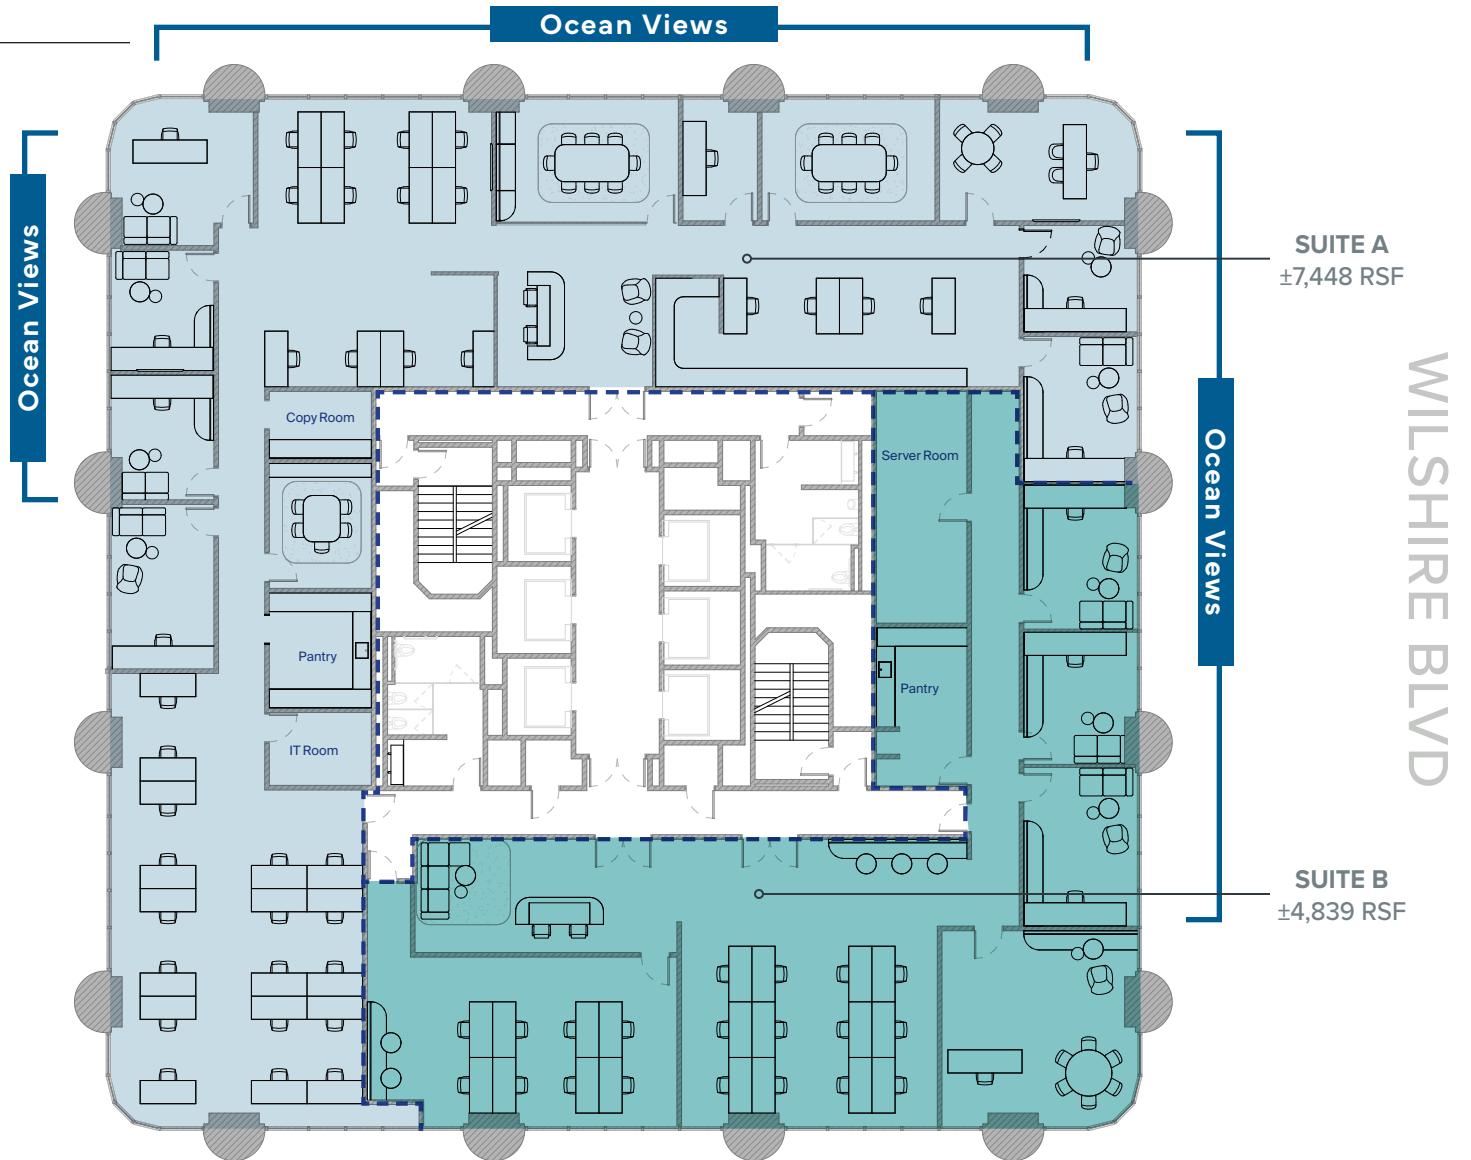 Ocean Views
Ocean Views
SUITE A
±7,448 RSF
WILSHIRE BLVD
Copy Room
Server Room
Ocean Views
Pantry
Pantry
IT Room
SUITE B
±4,839 RSF